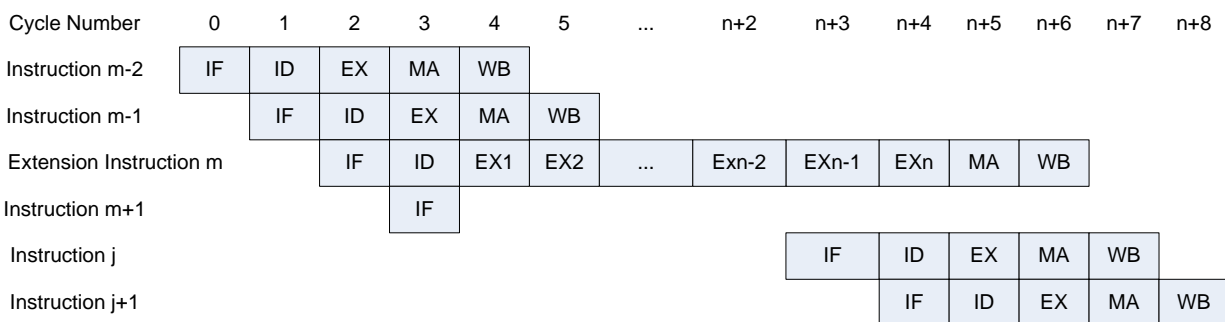 Cycle Number 0 1 2 3 4 5 ... n+2 n+3 n+4 n+5 n+6 n+7 n+8
Instruction m-2 IF ID EX MA WB
Instruction m-1 IF ID EX MA WB
Extension Instruction m IF ID EX1 EX2 ... Exn-2 EXn-1 EXn MA WB
Instruction m+1 IF
Instruction j IF ID EX MA WB
Instruction j+1 IF ID EX MA WB